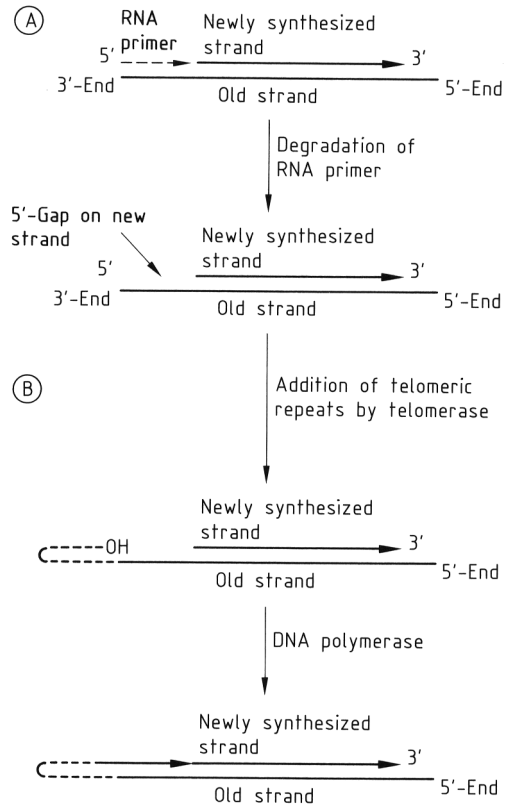 A
RNA
primer
Newly synthesized
strand
5′
3′
3′-End
Old strand
5′-End
Degradation of
RNA primer
5′-Gap on new
strand
Newly synthesized
strand
5′
3′
3′-End
Old strand
5′-End
B
Addition of telomeric
repeats by telomerase
Newly synthesized
strand
OH
3′
Old strand
5′-End
DNA polymerase
Newly synthesized
strand
3′
Old strand
5′-End